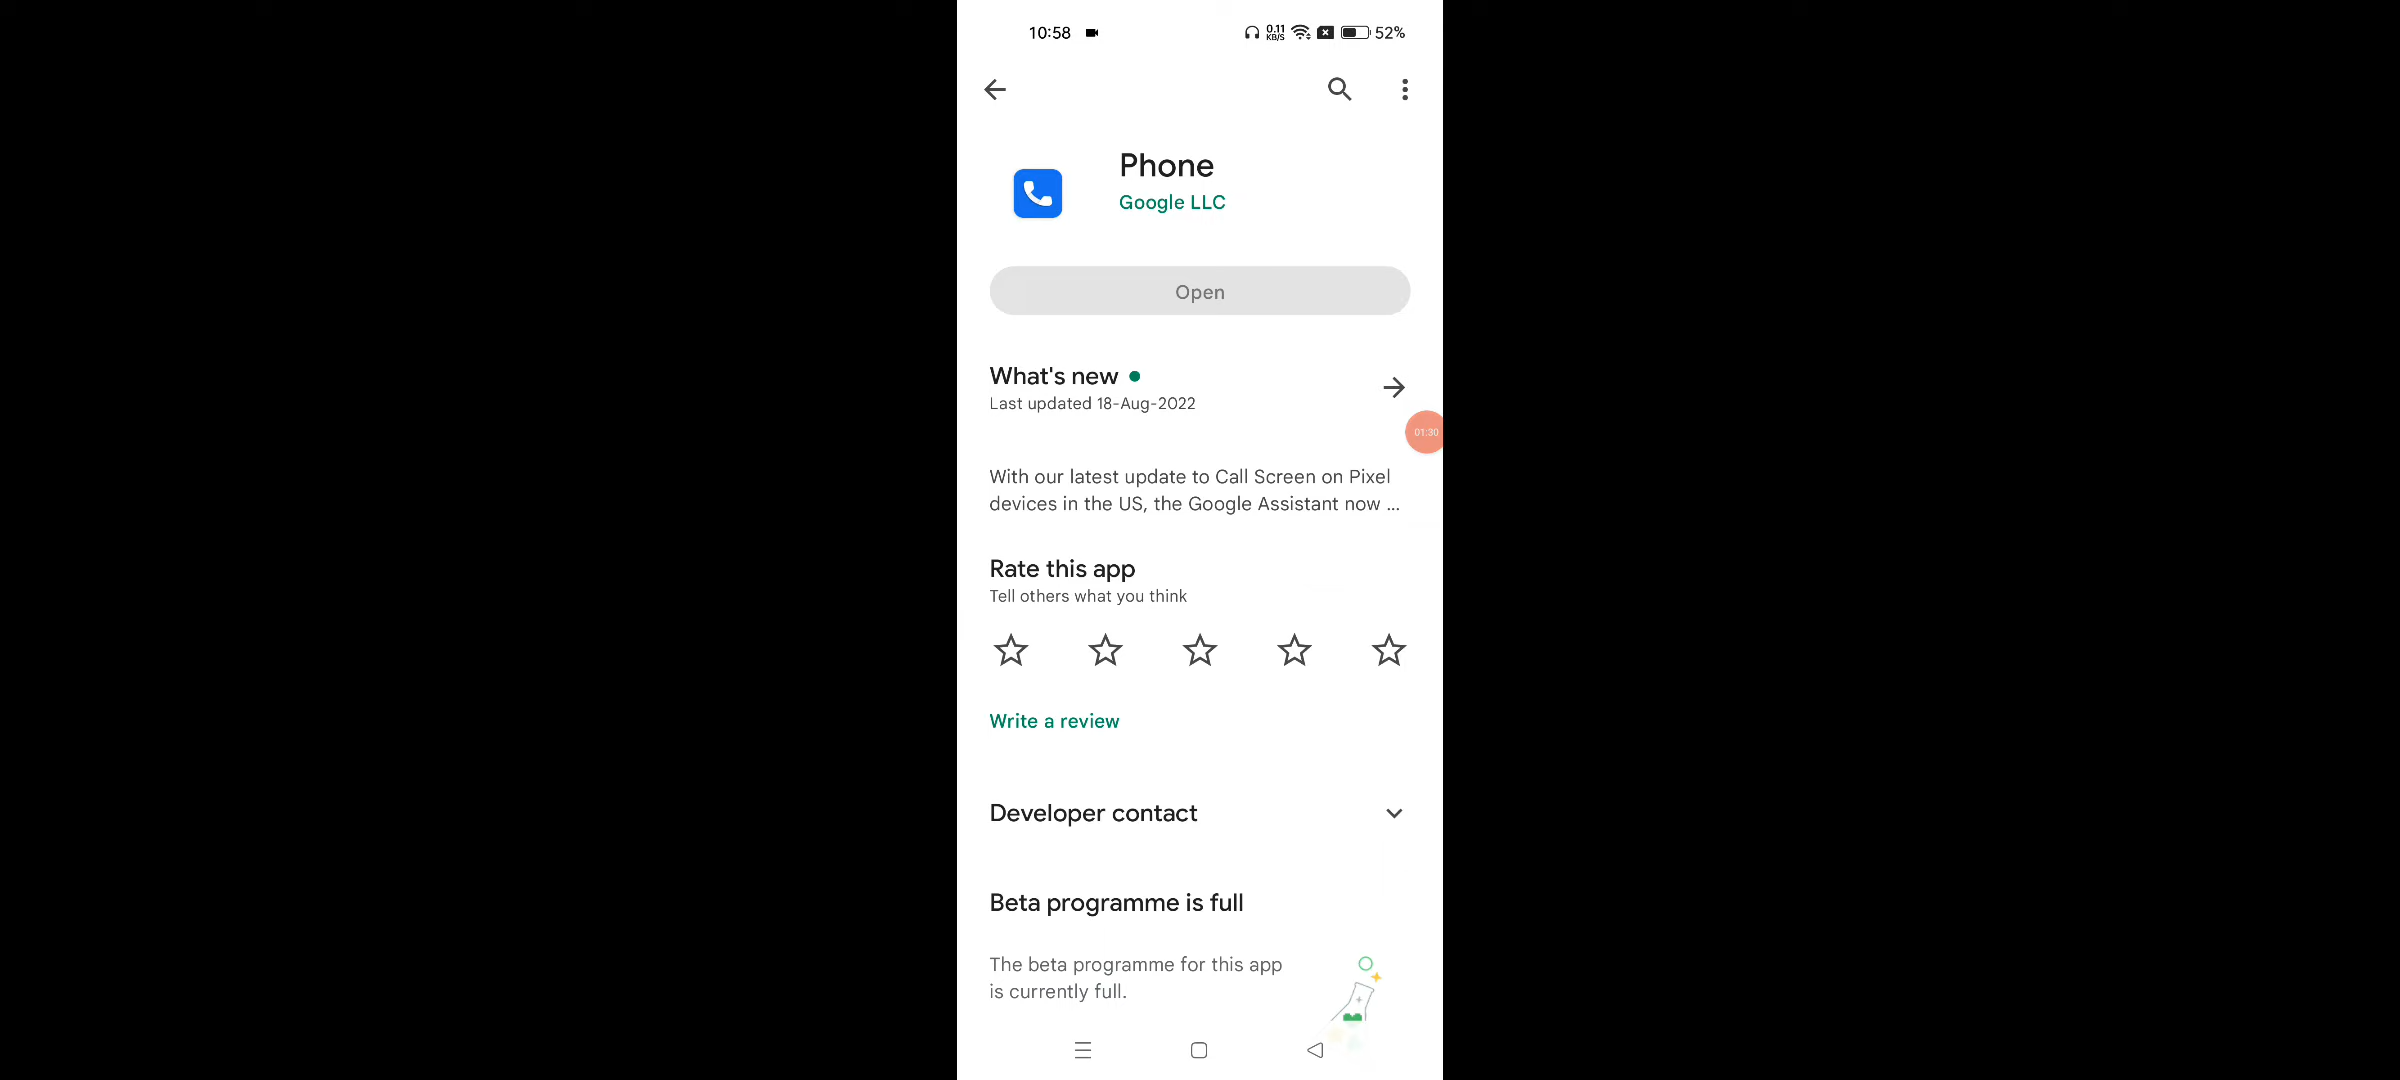 10:58 0.11 KB/S 52%
Phone
Google LLC
Open
What's new
Last updated 18-Aug-2022
01:30
With our latest update to Call Screen on Pixel
devices in the US, the Google Assistant now ...
Rate this app
Tell others what you think
Write a review
Developer contact
Beta programme is full
The beta programme for this app
is currently full.